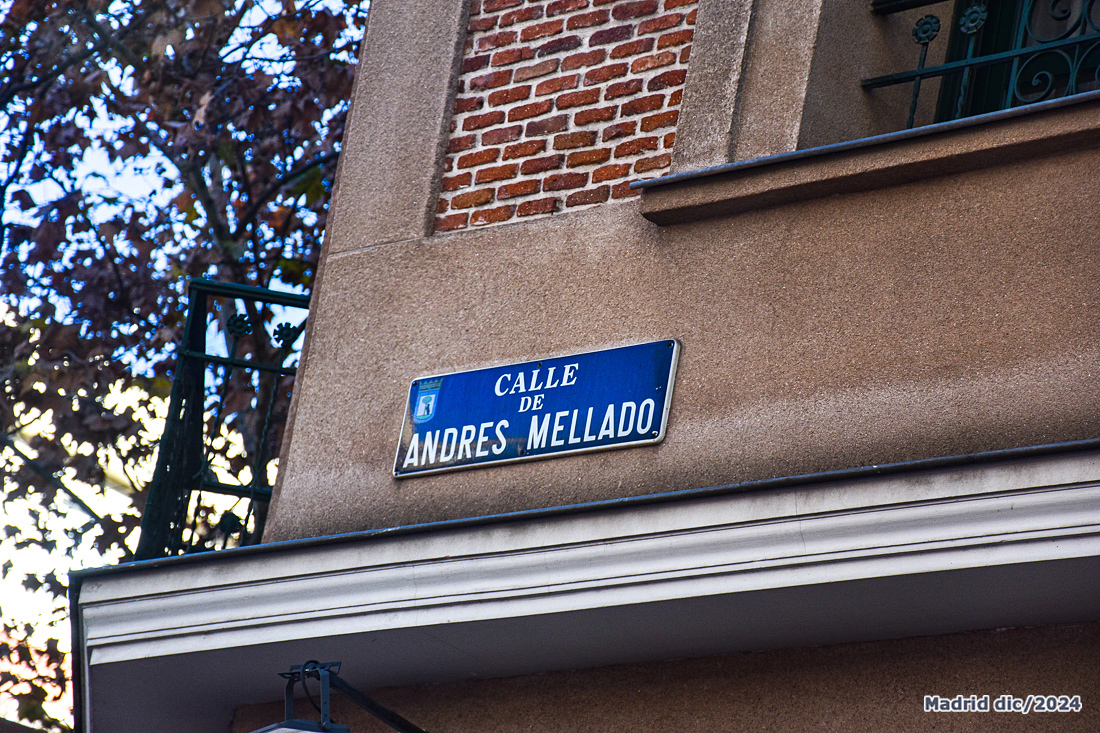 CALLE
DE
ANDRES MELLADO
Madrid dic/2024